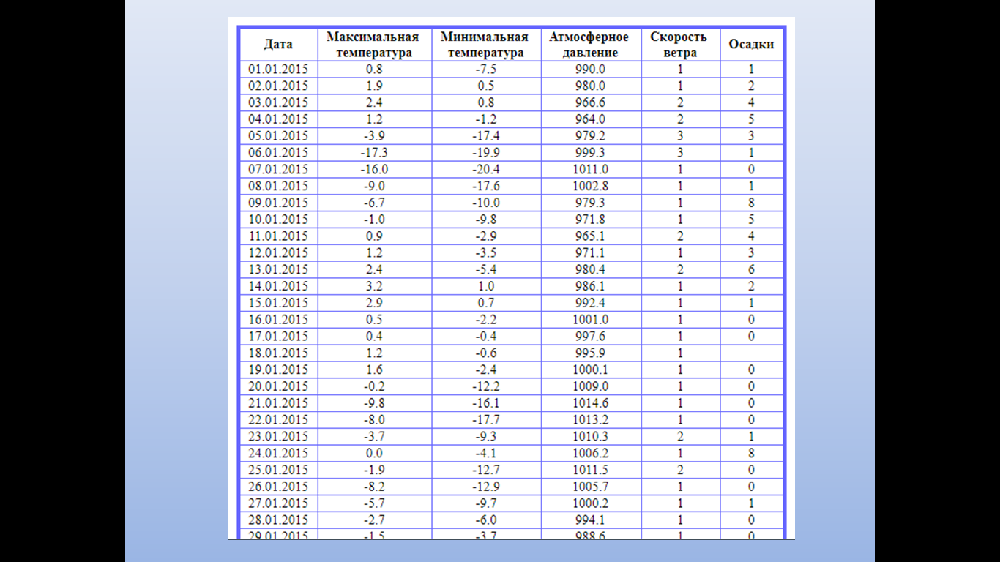 Дата Максимальная температура Минимальная температура Атмосферное давление Скорость ветра Осадки
01.01.2015 0.8 -7.5 990.0 1 1
02.01.2015 1.9 0.5 980.0 1 2
03.01.2015 2.4 0.8 966.6 2 4
04.01.2015 1.2 -1.2 964.0 2 5
05.01.2015 -3.9 -17.4 979.2 3 3
06.01.2015 -17.3 -19.9 999.3 3 1
07.01.2015 -16.0 -20.4 1011.0 1 0
08.01.2015 -9.0 -17.6 1002.8 1 1
09.01.2015 -6.7 -10.0 979.3 1 8
10.01.2015 -1.0 -9.8 971.8 1 5
11.01.2015 0.9 -2.9 965.1 2 4
12.01.2015 1.2 -3.5 971.1 1 3
13.01.2015 2.4 -5.4 980.4 2 6
14.01.2015 3.2 1.0 986.1 1 2
15.01.2015 2.9 0.7 992.4 1 1
16.01.2015 0.5 -2.2 1001.0 1 0
17.01.2015 0.4 -0.4 997.6 1 0
18.01.2015 1.2 -0.6 995.9 1
19.01.2015 1.6 -2.4 1000.1 1 0
20.01.2015 -0.2 -12.2 1009.0 1 0
21.01.2015 -9.8 -16.1 1014.6 1 0
22.01.2015 -8.0 -17.7 1013.2 1 0
23.01.2015 -3.7 -9.3 1010.3 2 1
24.01.2015 0.0 -4.1 1006.2 1 8
25.01.2015 -1.9 -12.7 1011.5 2 0
26.01.2015 -8.2 -12.9 1005.7 1 0
27.01.2015 -5.7 -9.7 1000.2 1 1
28.01.2015 -2.7 -6.0 994.1 1 0
29.01.2015 -1.5 -3.7 988.6 1 0